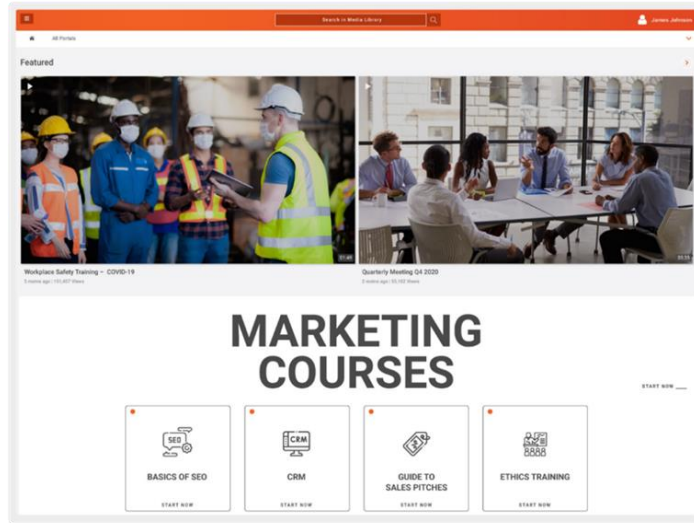 Search in Media Library
James Johnson
All Portals
Featured
Workplace Safety Training – COVID-19
Quarterly Meeting Q4 2020
MARKETING
COURSES
START NOW
SEO
CRM
BASICS OF SEO
CRM
GUIDE TO
SALES PITCHES
ETHICS TRAINING
START NOW
START NOW
START NOW
START NOW